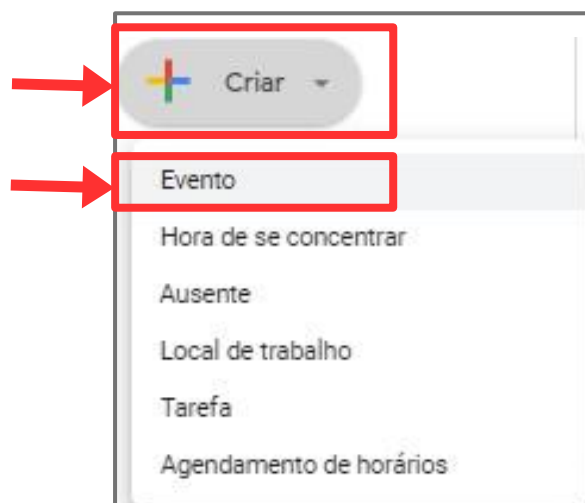 Criar
Evento
Hora de se concentrar
Ausente
Local de trabalho
Tarefa
Agendamento de horários